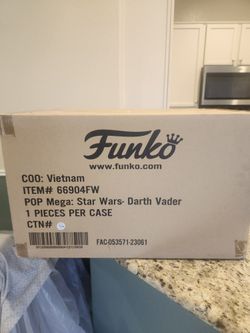 Funko
www.funko.com
COO: Vietnam
ITEM# 66904FW
POP Mega: Star Wars- Darth Vader
1 PIECES PER CASE
CTN#
FAC-053571-23061